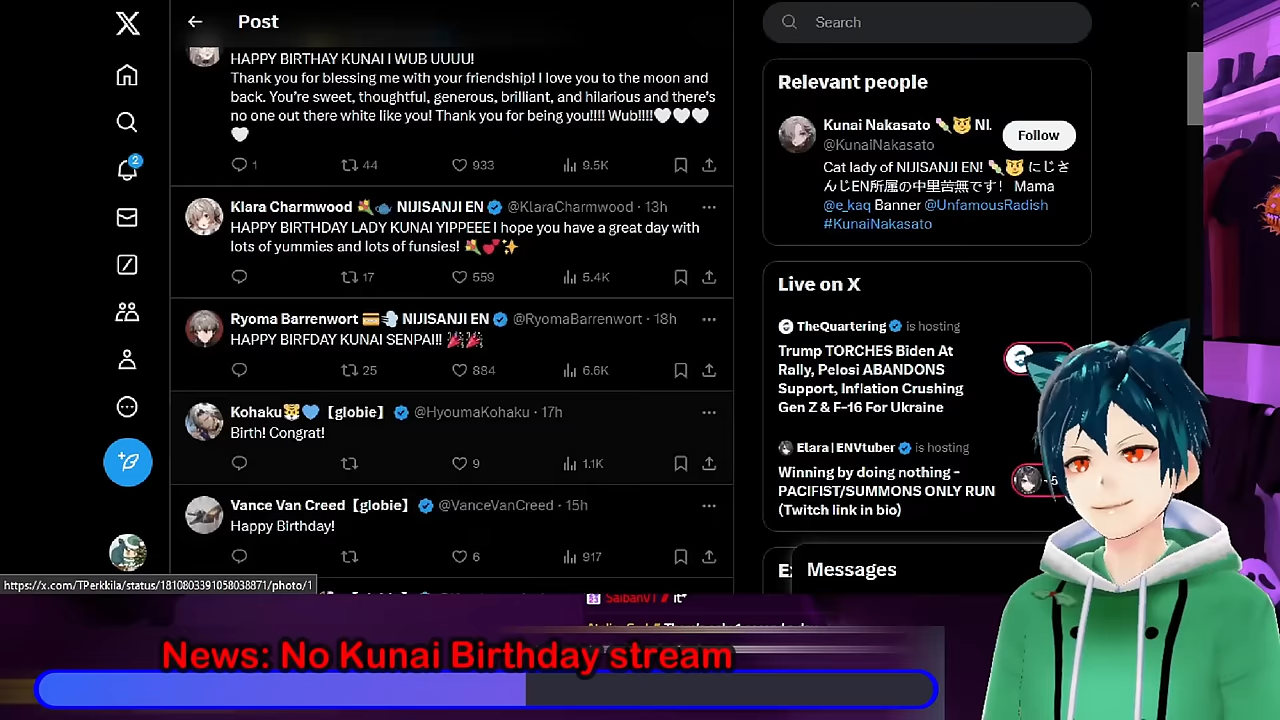 Post
Search
HAPPY BIRTHAY KUNAI I WUB UUUU!
Thank you for blessing me with your friendship! I love you to the moon and
back. You're sweet, thoughtful, generous, brilliant, and hilarious and there's
no one out there white like you! Thank you for being you!!!! Wub!!!!🤍🤍🤍
🤍
1 44 933 9.5K
Klara Charmwood 💐🫖 NIJISANJI EN @KlaraCharmwood · 13h
HAPPY BIRTHDAY LADY KUNAI YIPPEEE I hope you have a great day with
lots of yummies and lots of funsies! 💐💕✨
17 559 5.4K
Ryoma Barrenwort 💳💨 NIJISANJI EN @RyomaBarrenwort · 18h
HAPPY BIRFDAY KUNAI SENPAI!! 🎉🎉
25 884 6.6K
Kohaku🐯💙【globie】 @HyoumaKohaku · 17h
Birth! Congrat!
9 1.1K
Vance Van Creed【globie】 @VanceVanCreed · 15h
Happy Birthday!
6 917
2
https://x.com/TPerkkila/status/1810803391058038871/photo/1
Relevant people
Kunai Nakasato 🍡😼 NI.
@KunaiNakasato
Follow
Cat lady of NIJISANJI EN! 🍡😼 にじさ
んじEN所属の中里苦無です! Mama
@e_kaq Banner @UnfamousRadish
#KunaiNakasato
Live on X
TheQuartering is hosting
Trump TORCHES Biden At
Rally, Pelosi ABANDONS
Support, Inflation Crushing
Gen Z & F-16 For Ukraine
Elara | ENVtuber is hosting
Winning by doing nothing -
PACIFIST/SUMMONS ONLY RUN
(Twitch link in bio)
+5
Messages
SaibanVT it*
News: No Kunai Birthday stream